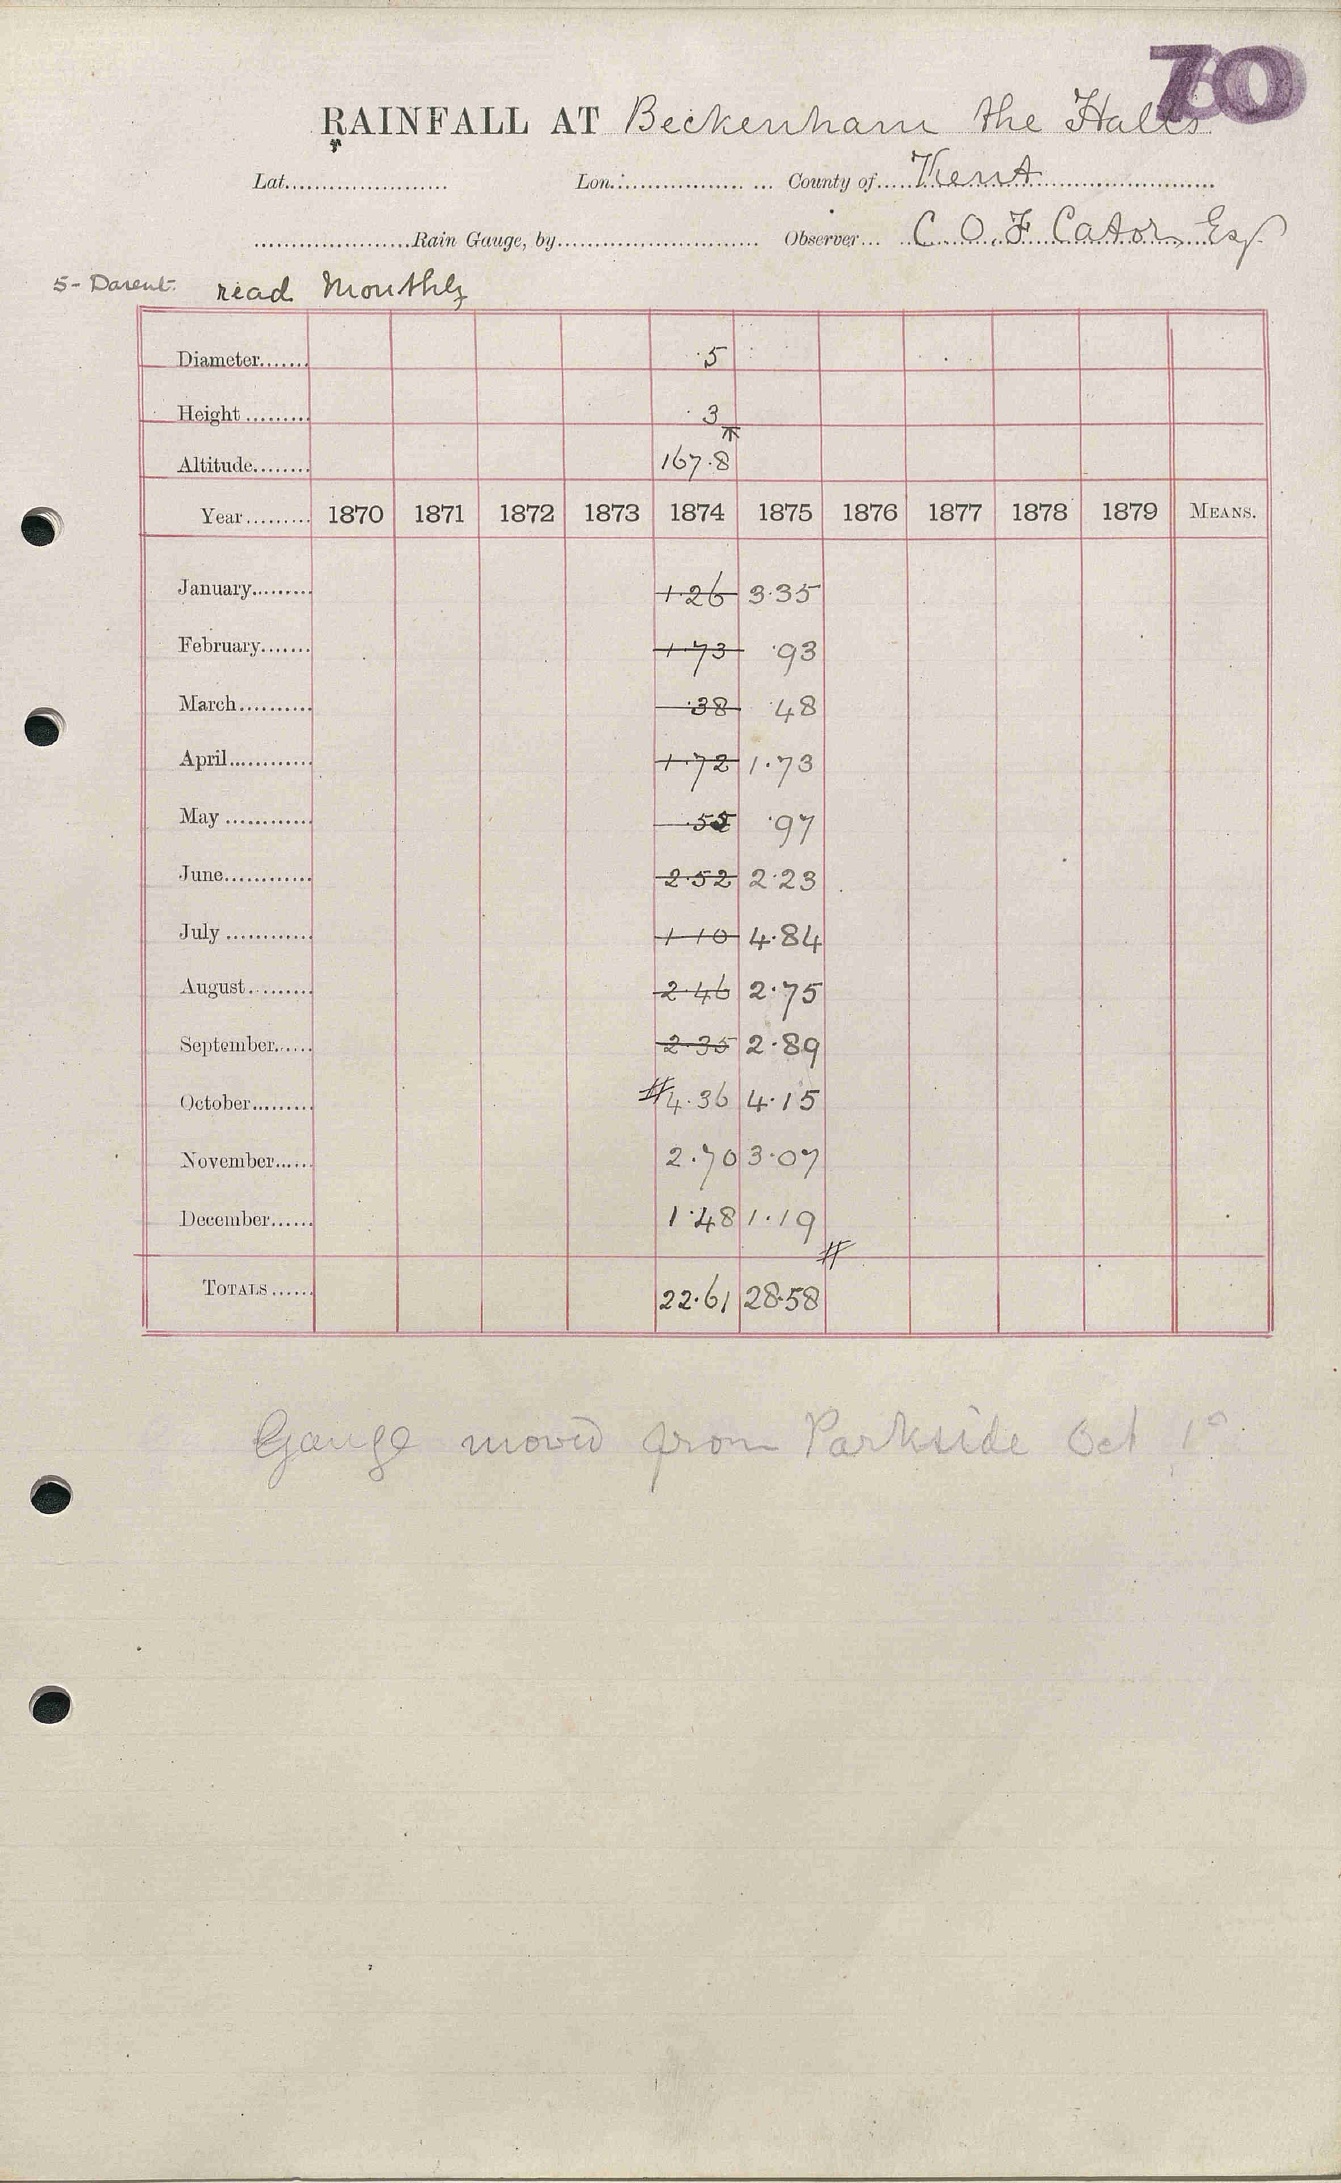 70
RAINFALL AT Beckenham the Halls
Lat. Lon. County of Kent
Rain Gauge, by Observer C. O. F. Cator, Esq.
5 - Darent. read Monthly
Diameter 5
Height 3
Altitude 167.8
Year 1870 1871 1872 1873 1874 1875 1876 1877 1878 1879 MEANS.
January 1.26 3.35
February 1.73 .93
March .38 .48
April 1.72 1.73
May .97
June 2.52 2.23
July 1.10 4.84
August 2.46 2.75
September 2.35 2.89
October 4.36 4.15
November 2.70 3.07
December 1.48 1.19
TOTALS 22.61 28.58
Gauge moved from Parkside Oct 1